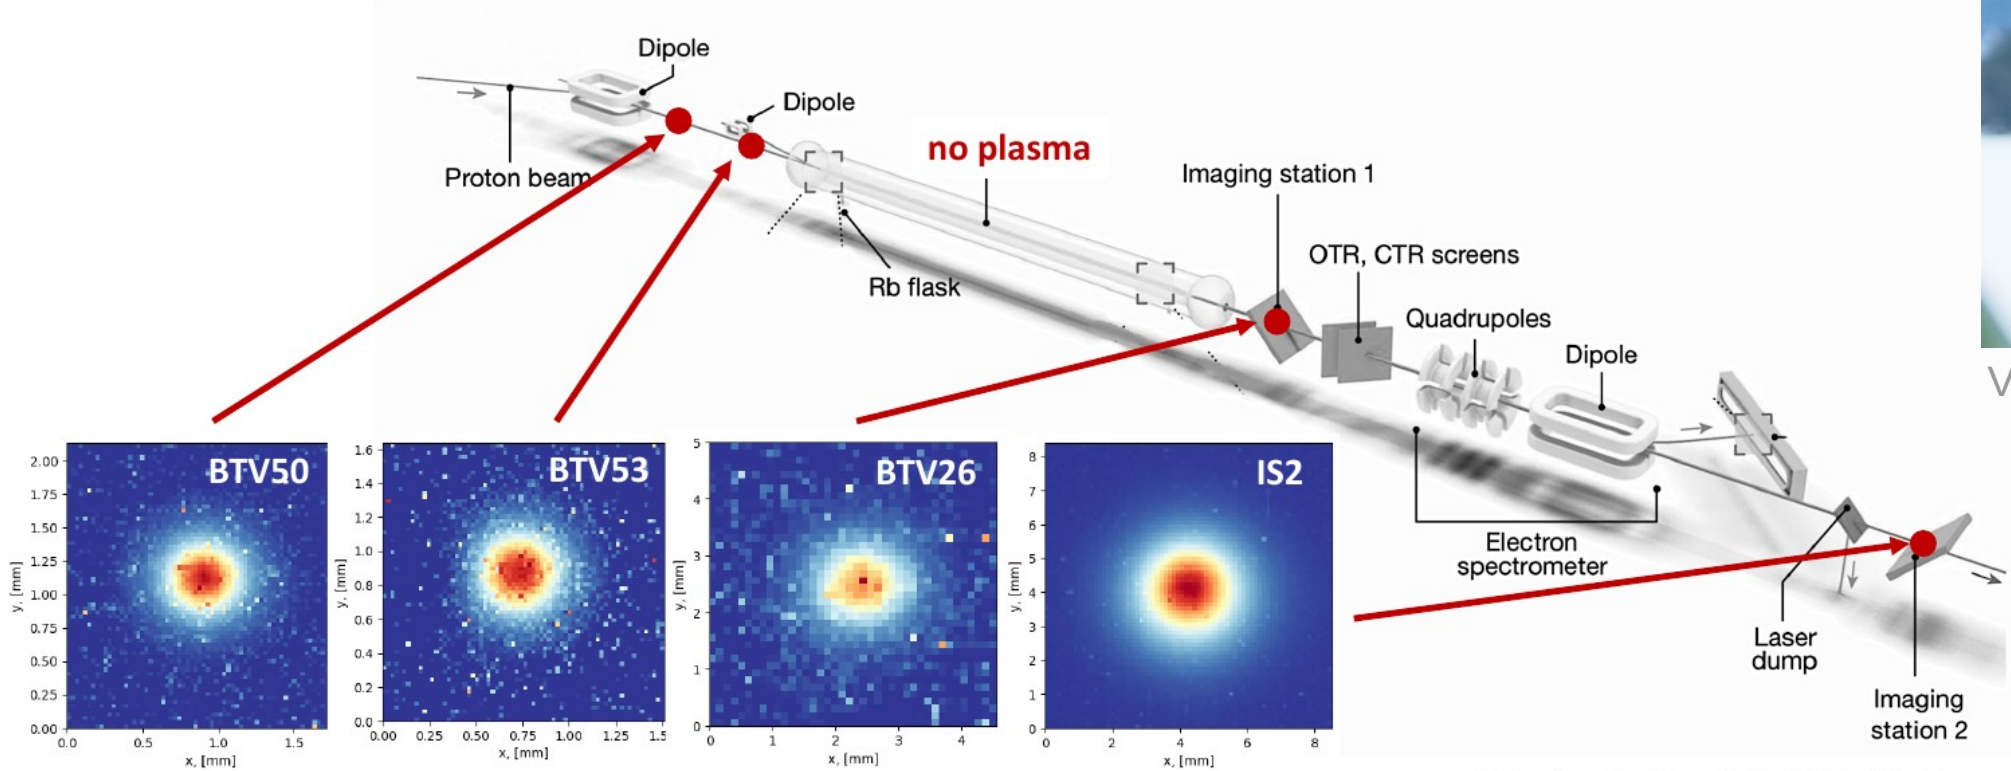 Dipole
Dipole
Proton beam
no plasma
Rb flask
Imaging station 1
OTR, CTR screens
Quadrupoles
Dipole
Electron
spectrometer
Laser
dump
Imaging
station 2
V
BTV50
2.00
1.75
1.50
1.25
1.00
0.75
0.50
0.25
0.00
y, [mm]
0.0 0.5 1.0 1.5
x, [mm]
BTV53
1.6
1.4
1.2
1.0
0.8
0.6
0.4
0.2
0.0
y, [mm]
0.00 0.25 0.50 0.75 1.00 1.25 1.5
x, [mm]
BTV26
5
4
3
2
1
0
y, [mm]
0 1 2 3 4
x, [mm]
IS2
8
7
6
5
4
3
2
1
0
y, [mm]
0 2 4 6 8
x, [mm]